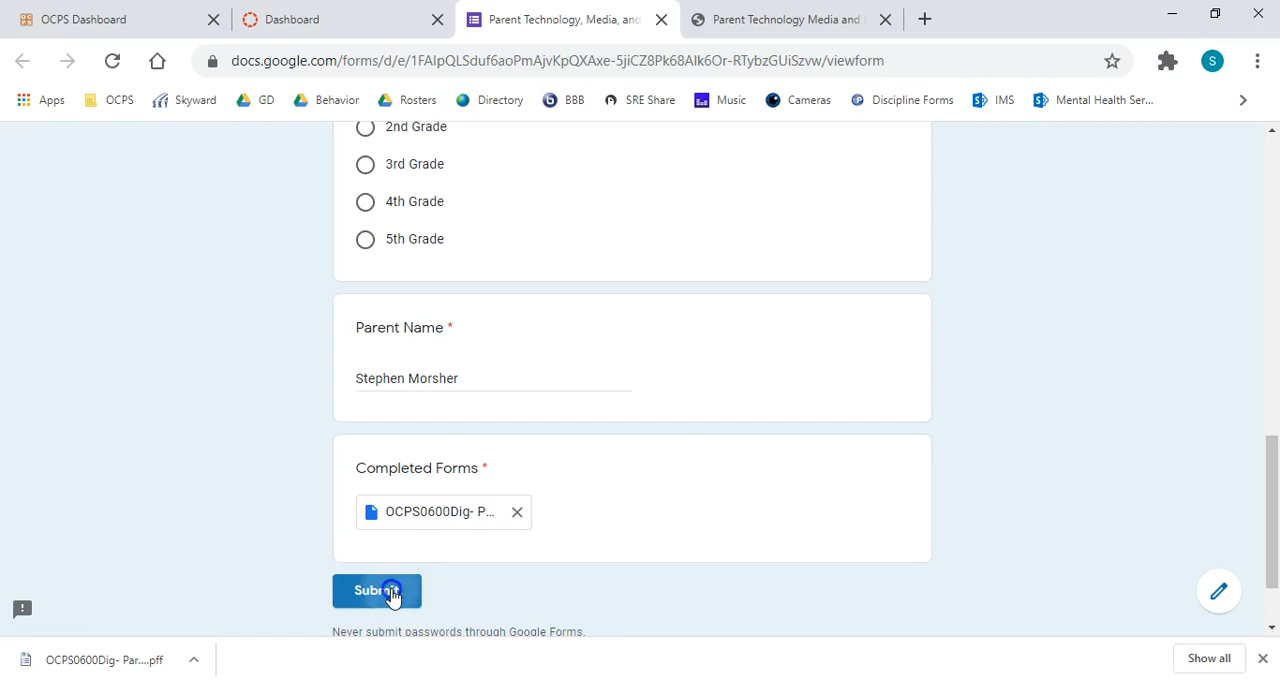 OCPS Dashboard
Dashboard
Parent Technology, Media, and
Parent Technology Media and
docs.google.com/forms/d/e/1FAIpQLSduf6aoPmAjvKpQXAxe-5jiCZ8Pk68AIk6Or-RTybzGUiSzvw/viewform
S
Apps
OCPS
Skyward
GD
Behavior
Rosters
Directory
BBB
SRE Share
Music
Cameras
Discipline Forms
IMS
Mental Health Ser...
2nd Grade
3rd Grade
4th Grade
5th Grade
Parent Name *
Stephen Morsher
Completed Forms *
OCPS0600Dig- P...
Submit
Never submit passwords through Google Forms.
OCPS0600Dig- Par....pff
Show all